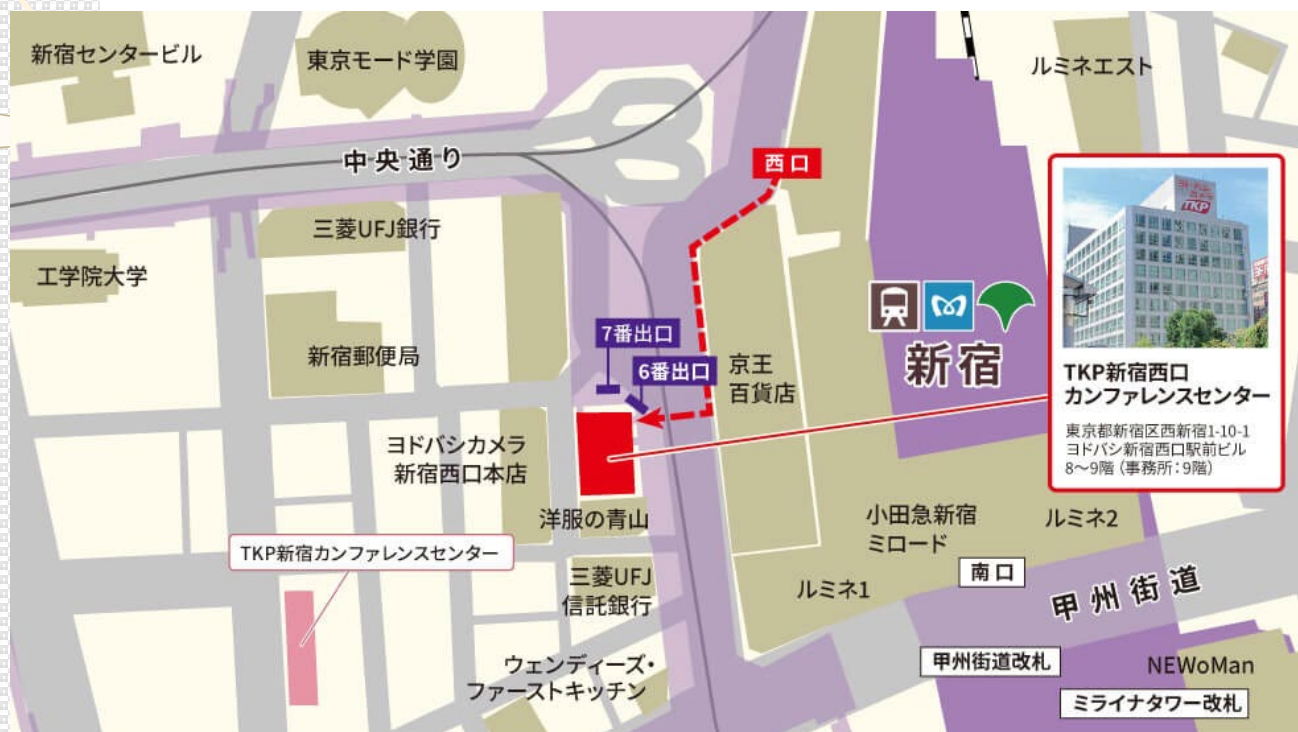 新宿センタービル
東京モード学園
ルミネエスト
中央通り
西口
三菱UFJ銀行
工学院大学
7番出口
新宿郵便局
6番出口
京王
百貨店
新宿
TKP
TKP新宿西口
カンファレンスセンター
東京都新宿区西新宿1-10-1
ヨドバシ新宿西口駅前ビル
8～9階（事務所：9階）
ヨドバシカメラ
新宿西口本店
洋服の青山
小田急新宿
ミロード
ルミネ2
TKP新宿カンファレンスセンター
南口
三菱UFJ
信託銀行
ルミネ1
甲州街道
ウェンディーズ・
ファーストキッチン
甲州街道改札
NEWoMan
ミライナタワー改札